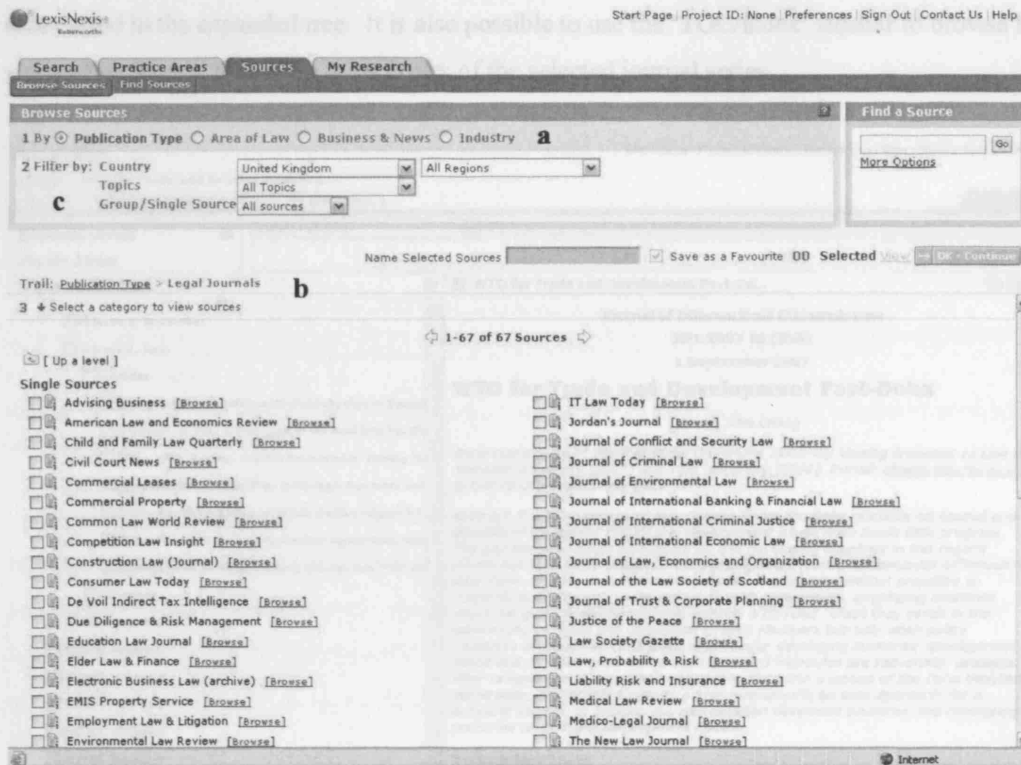 LexisNexis
Butterworths
Start Page | Project ID: None | Preferences | Sign Out | Contact Us | Help
Search Practice Areas Sources My Research
Browse Sources Find Sources
Browse Sources ?
1 By Publication Type Area of Law Business & News Industry a
2 Filter by: Country United Kingdom All Regions
Topics All Topics
c Group/Single Source All sources
Find a Source
Go
More Options
Name Selected Sources Save as a Favourite 00 Selected View OK - Continue
Trail: Publication Type > Legal Journals b
3 Select a category to view sources
1-67 of 67 Sources
[ Up a level ]
Single Sources
Advising Business [Browse]
American Law and Economics Review [Browse]
Child and Family Law Quarterly [Browse]
Civil Court News [Browse]
Commercial Leases [Browse]
Commercial Property [Browse]
Common Law World Review [Browse]
Competition Law Insight [Browse]
Construction Law (Journal) [Browse]
Consumer Law Today [Browse]
De Voil Indirect Tax Intelligence [Browse]
Due Diligence & Risk Management [Browse]
Education Law Journal [Browse]
Elder Law & Finance [Browse]
Electronic Business Law (archive) [Browse]
EMIS Property Service [Browse]
Employment Law & Litigation [Browse]
Environmental Law Review [Browse]
IT Law Today [Browse]
Jordan's Journal [Browse]
Journal of Conflict and Security Law [Browse]
Journal of Criminal Law [Browse]
Journal of Environmental Law [Browse]
Journal of International Banking & Financial Law [Browse]
Journal of International Criminal Justice [Browse]
Journal of International Economic Law [Browse]
Journal of Law, Economics and Organization [Browse]
Journal of the Law Society of Scotland [Browse]
Journal of Trust & Corporate Planning [Browse]
Justice of the Peace [Browse]
Law Society Gazette [Browse]
Law, Probability & Risk [Browse]
Liability Risk and Insurance [Browse]
Medical Law Review [Browse]
Medico-Legal Journal [Browse]
The New Law Journal [Browse]
Internet